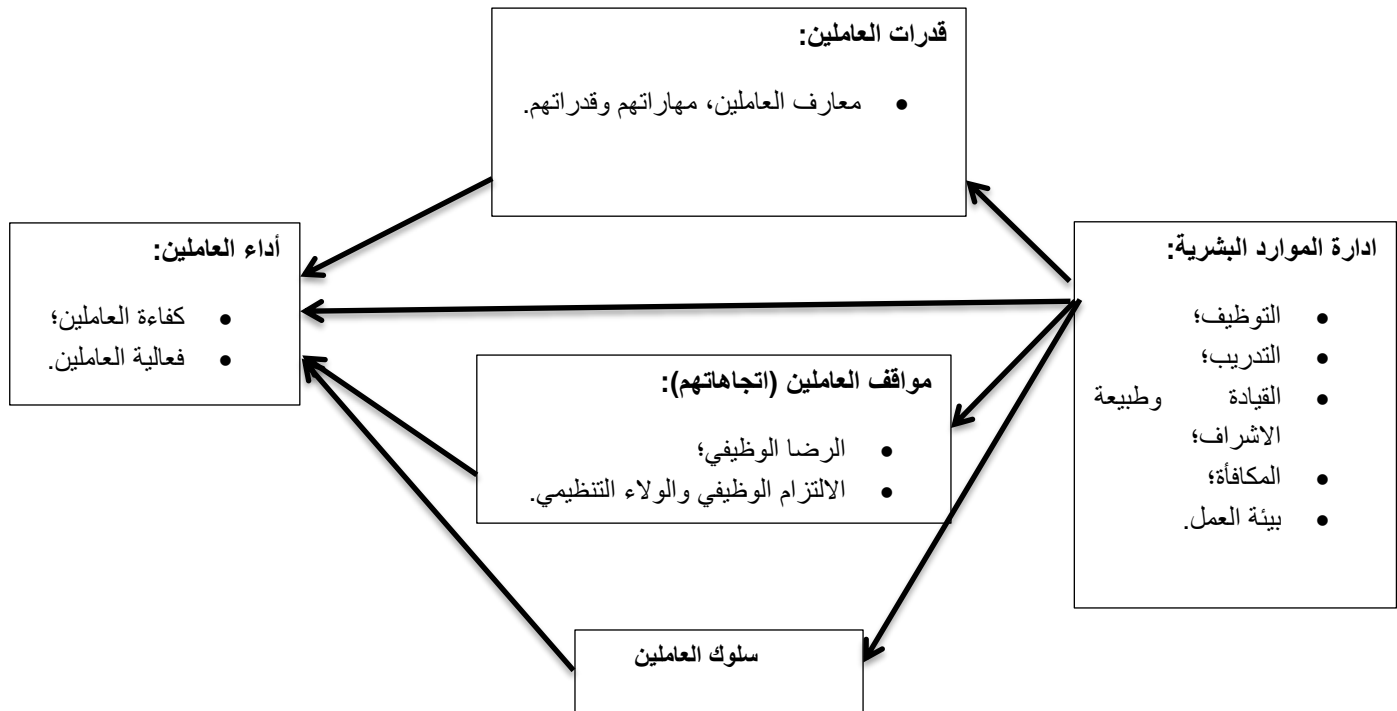 قدرات العاملين:
• معارف العاملين، مهاراتهم وقدراتهم.
ادارة الموارد البشرية:
• التوظيف؛
• التدريب؛
• القيادة وطبيعة
الاشراف؛
• المكافأة؛
• بيئة العمل.
أداء العاملين:
• كفاءة العاملين؛
• فعالية العاملين.
مواقف العاملين (اتجاهاتهم):
• الرضا الوظيفي؛
• الالتزام الوظيفي والولاء التنظيمي.
سلوك العاملين